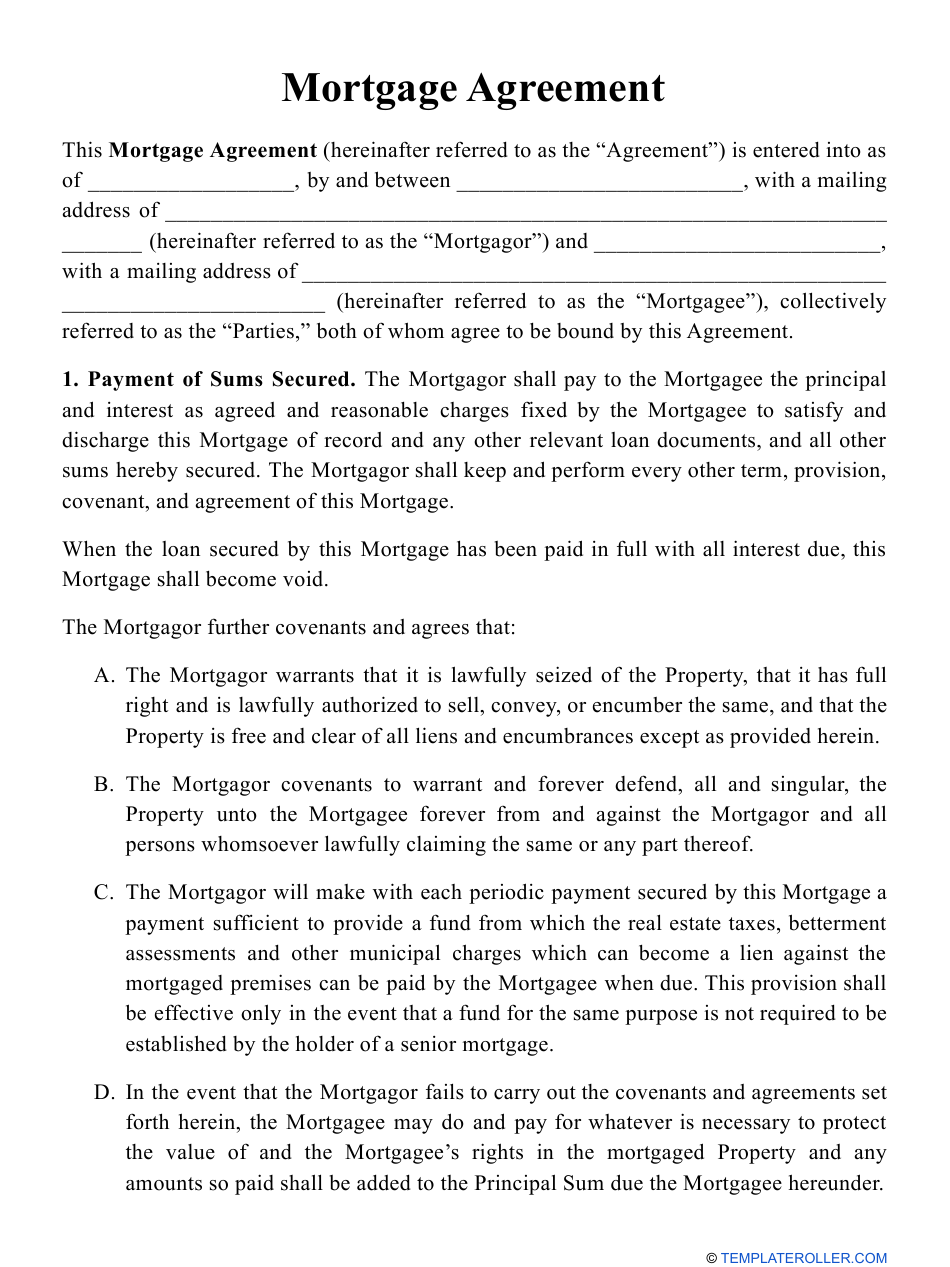 Mortgage Agreement
This Mortgage Agreement (hereinafter referred to as the “Agreement”) is entered into as
of __________________, by and between _________________________, with a mailing
address of _______________________________________________________________
_______ (hereinafter referred to as the “Mortgagor”) and _________________________,
with a mailing address of ___________________________________________________
_______________________ (hereinafter referred to as the “Mortgagee”), collectively
referred to as the “Parties,” both of whom agree to be bound by this Agreement.
1. Payment of Sums Secured. The Mortgagor shall pay to the Mortgagee the principal
and interest as agreed and reasonable charges fixed by the Mortgagee to satisfy and
discharge this Mortgage of record and any other relevant loan documents, and all other
sums hereby secured. The Mortgagor shall keep and perform every other term, provision,
covenant, and agreement of this Mortgage.
When the loan secured by this Mortgage has been paid in full with all interest due, this
Mortgage shall become void.
The Mortgagor further covenants and agrees that:
A. The Mortgagor warrants that it is lawfully seized of the Property, that it has full
right and is lawfully authorized to sell, convey, or encumber the same, and that the
Property is free and clear of all liens and encumbrances except as provided herein.
B. The Mortgagor covenants to warrant and forever defend, all and singular, the
Property unto the Mortgagee forever from and against the Mortgagor and all
persons whomsoever lawfully claiming the same or any part thereof.
C. The Mortgagor will make with each periodic payment secured by this Mortgage a
payment sufficient to provide a fund from which the real estate taxes, betterment
assessments and other municipal charges which can become a lien against the
mortgaged premises can be paid by the Mortgagee when due. This provision shall
be effective only in the event that a fund for the same purpose is not required to be
established by the holder of a senior mortgage.
D. In the event that the Mortgagor fails to carry out the covenants and agreements set
forth herein, the Mortgagee may do and pay for whatever is necessary to protect
the value of and the Mortgagee’s rights in the mortgaged Property and any
amounts so paid shall be added to the Principal Sum due the Mortgagee hereunder.
© TEMPLATEROLLER.COM